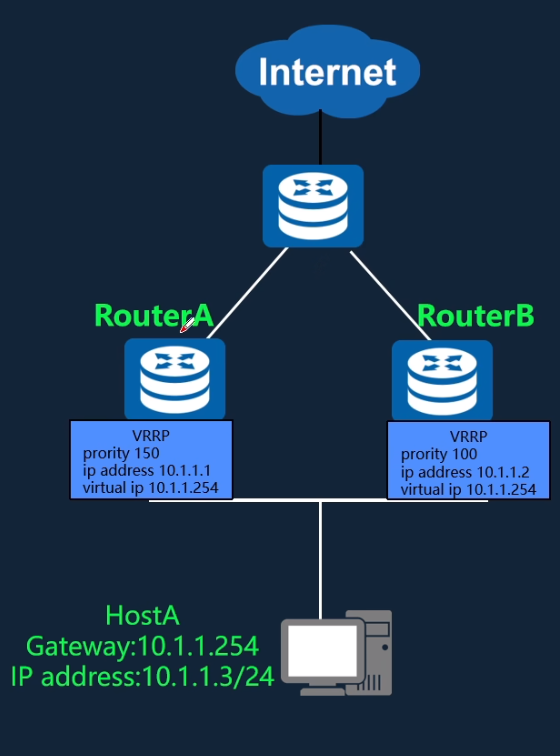 Internet
RouterA
RouterB
VRRP
prority 150
ip address 10.1.1.1
virtual ip 10.1.1.254
VRRP
prority 100
ip address 10.1.1.2
virtual ip 10.1.1.254
HostA
Gateway:10.1.1.254
IP address:10.1.1.3/24